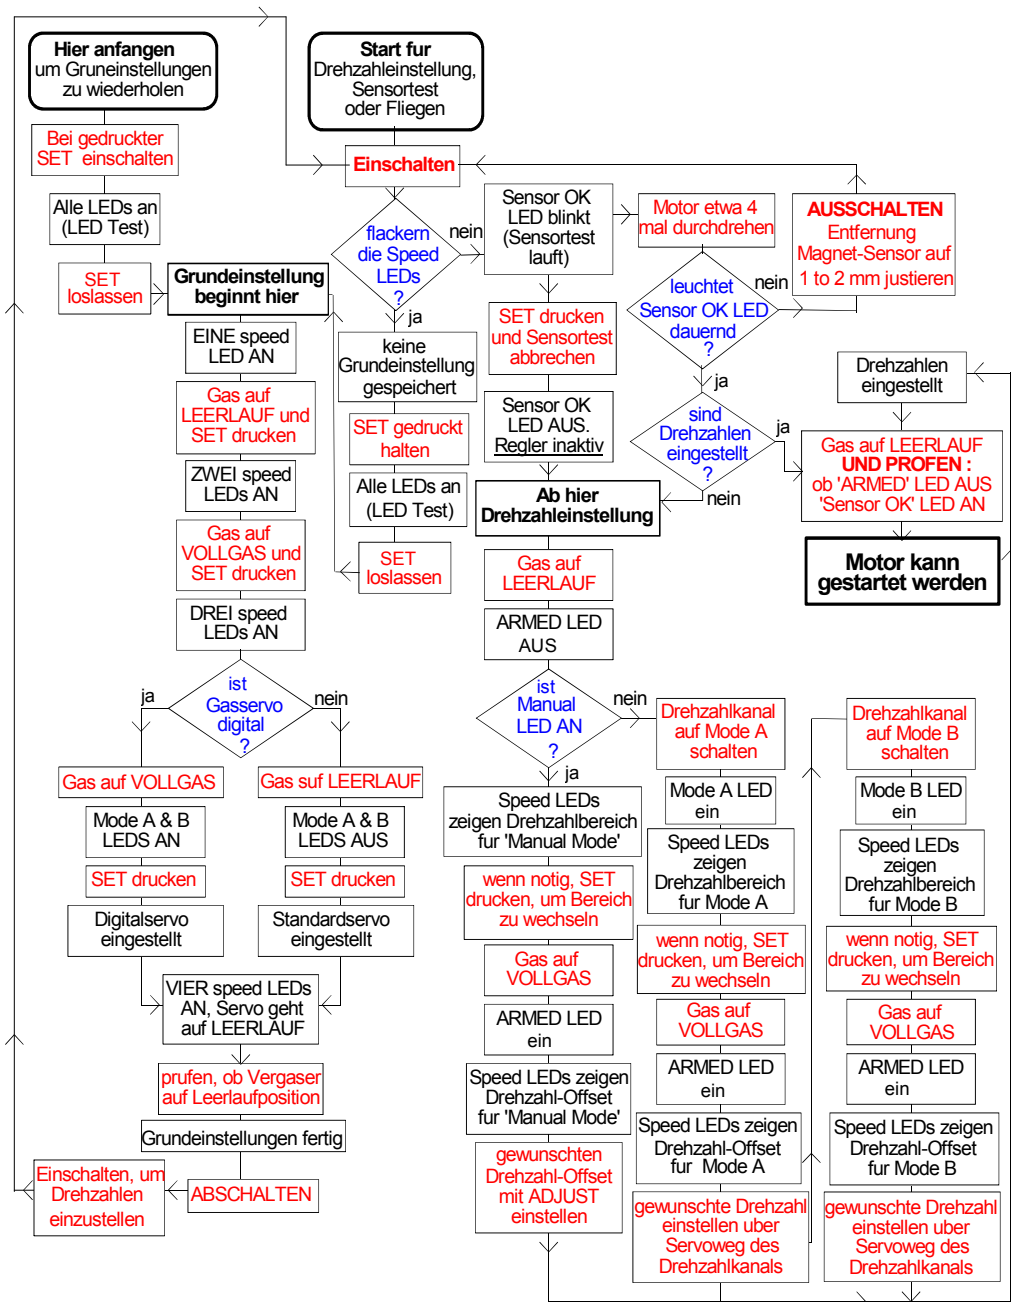 Hier anfangen
um Gruneinstellungen
zu wiederholen
Bei gedruckter
SET einschalten
Alle LEDs an
(LED Test)
SET
loslassen
Grundeinstellung
beginnt hier
EINE speed
LED AN
Gas auf
LEERLAUF und
SET drucken
ZWEI speed
LEDs AN
Gas auf
VOLLGAS und
SET drucken
DREI speed
LEDs AN
ist
Gasservo
digital
?
ja
nein
Gas auf VOLLGAS
Mode A & B
LEDS AN
SET drucken
Digitalservo
eingestellt
Gas suf LEERLAUF
Mode A & B
LEDS AUS
SET drucken
Standardservo
eingestellt
VIER speed LEDs
AN, Servo geht
auf LEERLAUF
prufen, ob Vergaser
auf Leerlaufposition
Grundeinstellungen fertig
ABSCHALTEN
Einschalten, um
Drehzahlen
einzustellen
Start fur
Drehzahleinstellung,
Sensortest
oder Fliegen
Einschalten
flackern
die Speed
LEDs
?
nein
ja
keine
Grundeinstellung
gespeichert
SET gedruckt
halten
Alle LEDs an
(LED Test)
SET
loslassen
Sensor OK
LED blinkt
(Sensortest
lauft)
SET drucken
und Sensortest
abbrechen
Sensor OK
LED AUS.
Regler inaktiv
Motor etwa 4
mal durchdrehen
leuchtet
Sensor OK LED
dauernd
?
nein
ja
AUSSCHALTEN
Entfernung
Magnet-Sensor auf
1 to 2 mm justieren
sind
Drehzahlen
eingestellt
?
ja
nein
Drehzahlen
eingestellt
Gas auf LEERLAUF
UND PROFEN :
ob 'ARMED' LED AUS
'Sensor OK' LED AN
Motor kann
gestartet werden
Ab hier
Drehzahleinstellung
Gas auf
LEERLAUF
ARMED LED
AUS
ist
Manual
LED AN
?
nein
ja
Speed LEDs
zeigen Drehzahlbereich
fur 'Manual Mode'
wenn notig, SET
drucken, um Bereich
zu wechseln
Gas auf
VOLLGAS
ARMED LED
ein
Speed LEDs zeigen
Drehzahl-Offset
fur 'Manual Mode'
gewunschten
Drehzahl-Offset
mit ADJUST
einstellen
Drehzahlkanal
auf Mode A
schalten
Mode A LED
ein
Speed LEDs
zeigen
Drehzahlbereich
fur Mode A
wenn notig, SET
drucken, um Bereich
zu wechseln
Gas auf
VOLLGAS
ARMED LED
ein
Speed LEDs zeigen
Drehzahl-Offset
fur Mode A
gewunschte Drehzahl
einstellen uber
Servoweg des
Drehzahlkanals
Drehzahlkanal
auf Mode B
schalten
Mode B LED
ein
Speed LEDs
zeigen
Drehzahlbereich
fur Mode B
wenn notig, SET
drucken, um Bereich
zu wechseln
Gas auf
VOLLGAS
ARMED LED
ein
Speed LEDs zeigen
Drehzahl-Offset
fur Mode B
gewunschte Drehzahl
einstellen uber
Servoweg des
Drehzahlkanals